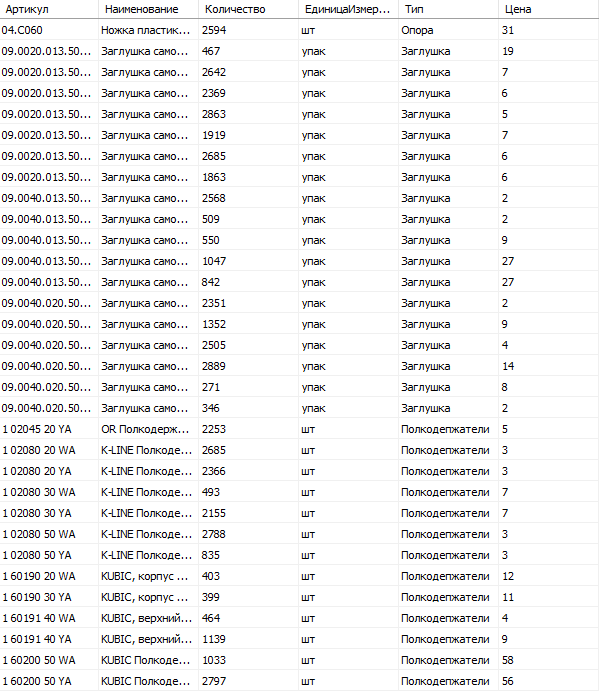 Артикул Наименование Количество ЕдиницаИзмер... Тип Цена
04.C060 Ножка пластик... 2594 шт Опора 31
09.0020.013.50... Заглушка само... 467 упак Заглушка 19
09.0020.013.50... Заглушка само... 2642 упак Заглушка 7
09.0020.013.50... Заглушка само... 2369 упак Заглушка 6
09.0020.013.50... Заглушка само... 2863 упак Заглушка 5
09.0020.013.50... Заглушка само... 1919 упак Заглушка 7
09.0020.013.50... Заглушка само... 2685 упак Заглушка 6
09.0020.013.50... Заглушка само... 1863 упак Заглушка 6
09.0040.013.50... Заглушка само... 2568 упак Заглушка 2
09.0040.013.50... Заглушка само... 509 упак Заглушка 2
09.0040.013.50... Заглушка само... 550 упак Заглушка 9
09.0040.013.50... Заглушка само... 1047 упак Заглушка 27
09.0040.013.50... Заглушка само... 842 упак Заглушка 27
09.0040.020.50... Заглушка само... 2351 упак Заглушка 2
09.0040.020.50... Заглушка само... 1352 упак Заглушка 9
09.0040.020.50... Заглушка само... 2505 упак Заглушка 4
09.0040.020.50... Заглушка само... 2889 упак Заглушка 14
09.0040.020.50... Заглушка само... 271 упак Заглушка 8
09.0040.020.50... Заглушка само... 346 упак Заглушка 2
1 02045 20 YA OR Полкодерж... 2253 шт Полкодепжатели 5
1 02080 20 WA K-LINE Полкоде... 2685 шт Полкодепжатели 3
1 02080 20 YA K-LINE Полкоде... 2366 шт Полкодепжатели 3
1 02080 30 WA K-LINE Полкоде... 493 шт Полкодепжатели 7
1 02080 30 YA K-LINE Полкоде... 2155 шт Полкодепжатели 7
1 02080 50 WA K-LINE Полкоде... 2788 шт Полкодепжатели 3
1 02080 50 YA K-LINE Полкоде... 835 шт Полкодепжатели 3
1 60190 20 WA KUBIC, корпус ... 403 шт Полкодепжатели 12
1 60190 30 YA KUBIC, корпус ... 399 шт Полкодепжатели 11
1 60191 40 WA KUBIC, верхний... 464 шт Полкодепжатели 4
1 60191 40 YA KUBIC, верхний... 1139 шт Полкодепжатели 9
1 60200 50 WA KUBIC Полкоде... 1033 шт Полкодепжатели 58
1 60200 50 YA KUBIC Полкоде... 2797 шт Полкодепжатели 56